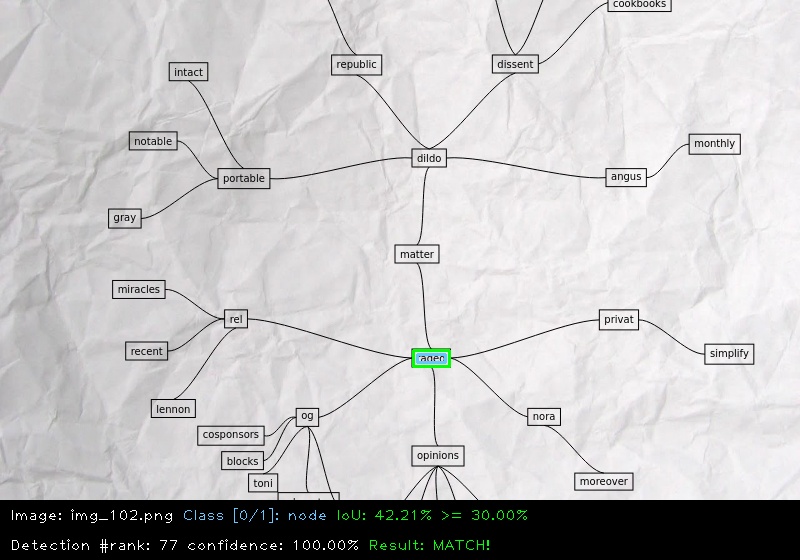 cookbooks
republic
dissent
intact
notable
dildo
monthly
portable
angus
gray
matter
miracles
rel
privat
recent
simplify
lennon
og
nora
cosponsors
opinions
blocks
toni
moreover
Image: img_102.png Class [0/1]: node IoU: 42.21% >= 30.00%
Detection #rank: 77 confidence: 100.00% Result: MATCH!